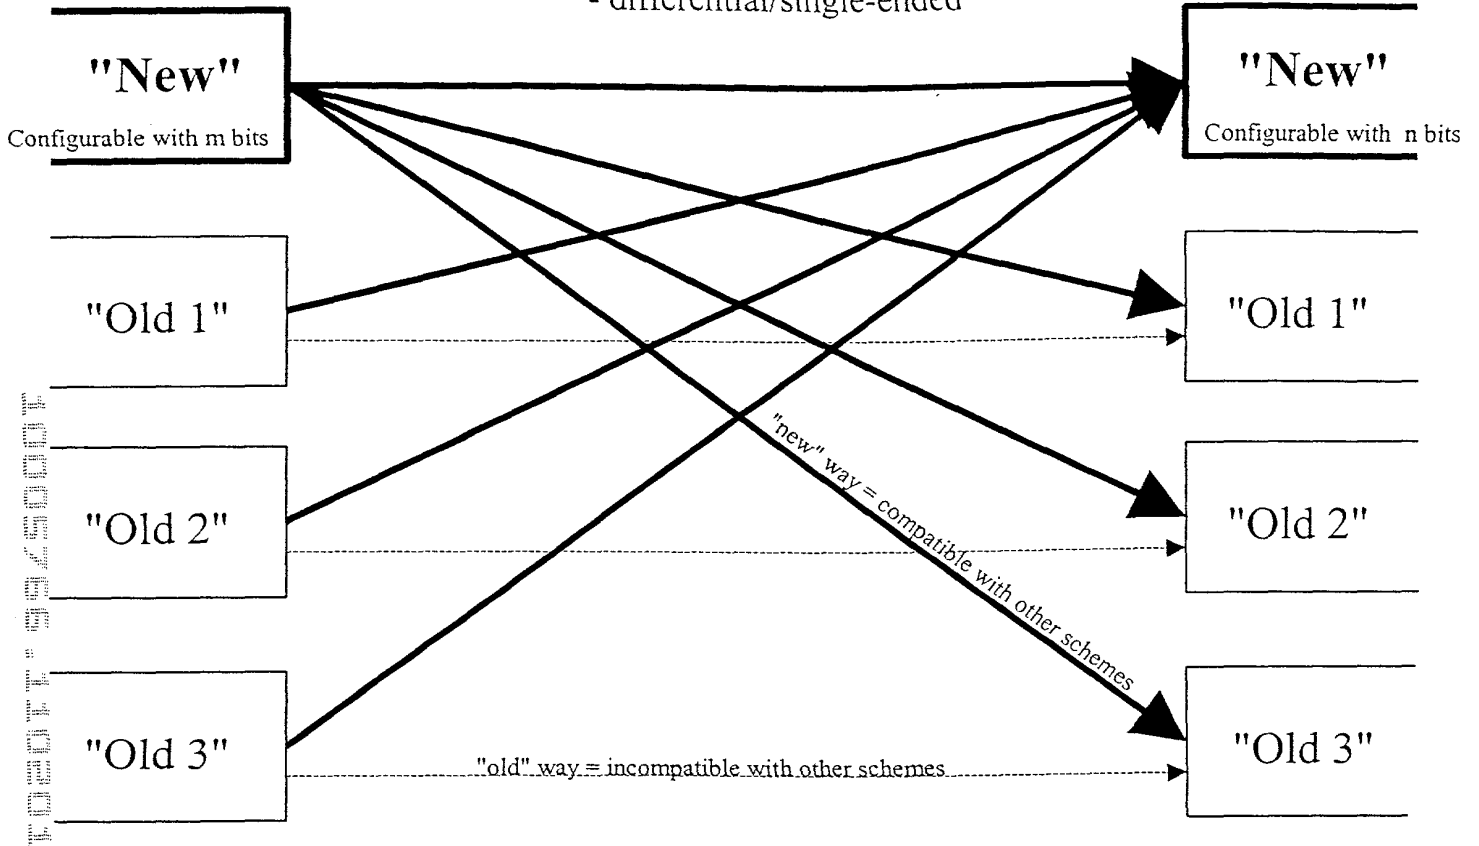 - differential/single-ended
"New"
Configurable with m bits
"New"
Configurable with n bits
"Old 1"
"Old 1"
"Old 2"
"Old 2"
"new" way = compatible with other schemes
"Old 3"
"Old 3"
"old" way = incompatible with other schemes